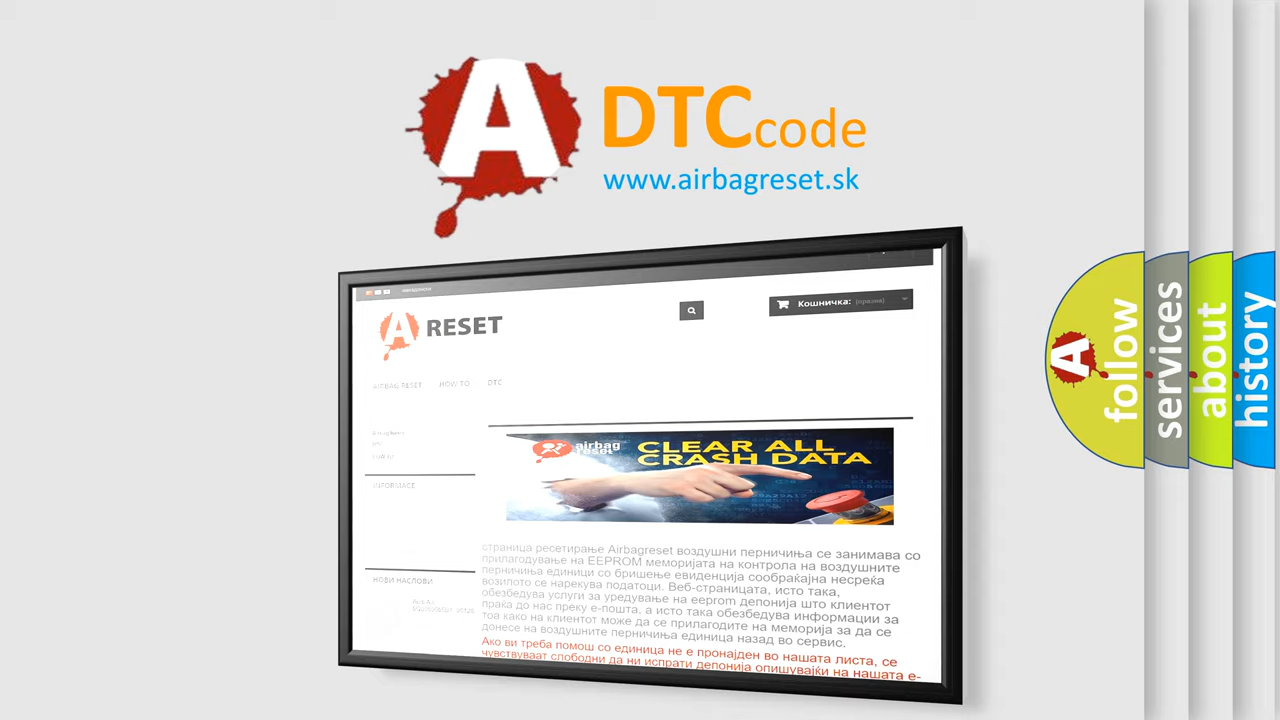 A DTC code
www.airbagreset.sk
A RESET
Кошничка: (празна)
AIRBAG RESET HOW TO DTC
INFORMACE
airbag reset
CLEAR ALL
CRASH DATA
страница ресетирање Airbagreset воздушни перничиња се занимава со
прилагодување на EEPROM меморијата на контрола на воздушните
перничиња единици со бришење евиденција сообраќајна несреќа
возилото се нарекува податоци. Веб-страницата, исто така,
обезбедува услуги за уредување на eeprom депонија што клиентот
праќа до нас преку е-пошта, а исто така обезбедува информации за
тоа како на клиентот може да се прилагодите на меморија за да се
донесе на воздушните перничиња единица назад во сервис.
Ако ви треба помош со единица не е пронајден во нашата листа, се
чувствуваат слободни да ни испрати депонија опишувајќи на нашата е-
НОВИ НАСЛОВИ
A follow
services
about
history